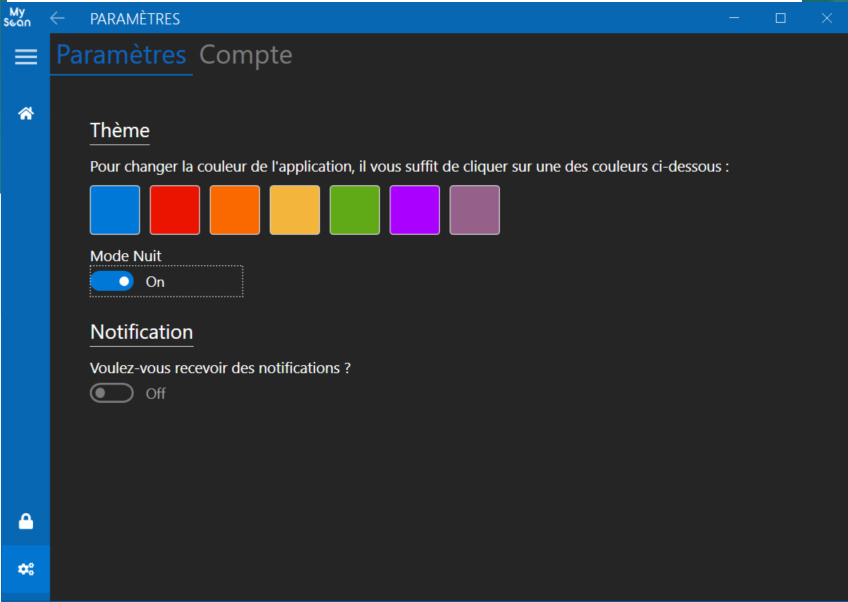 My
Scan
PARAMÈTRES
Paramètres Compte
Thème
Pour changer la couleur de l'application, il vous suffit de cliquer sur une des couleurs ci-dessous :
Mode Nuit
On
Notification
Voulez-vous recevoir des notifications ?
Off